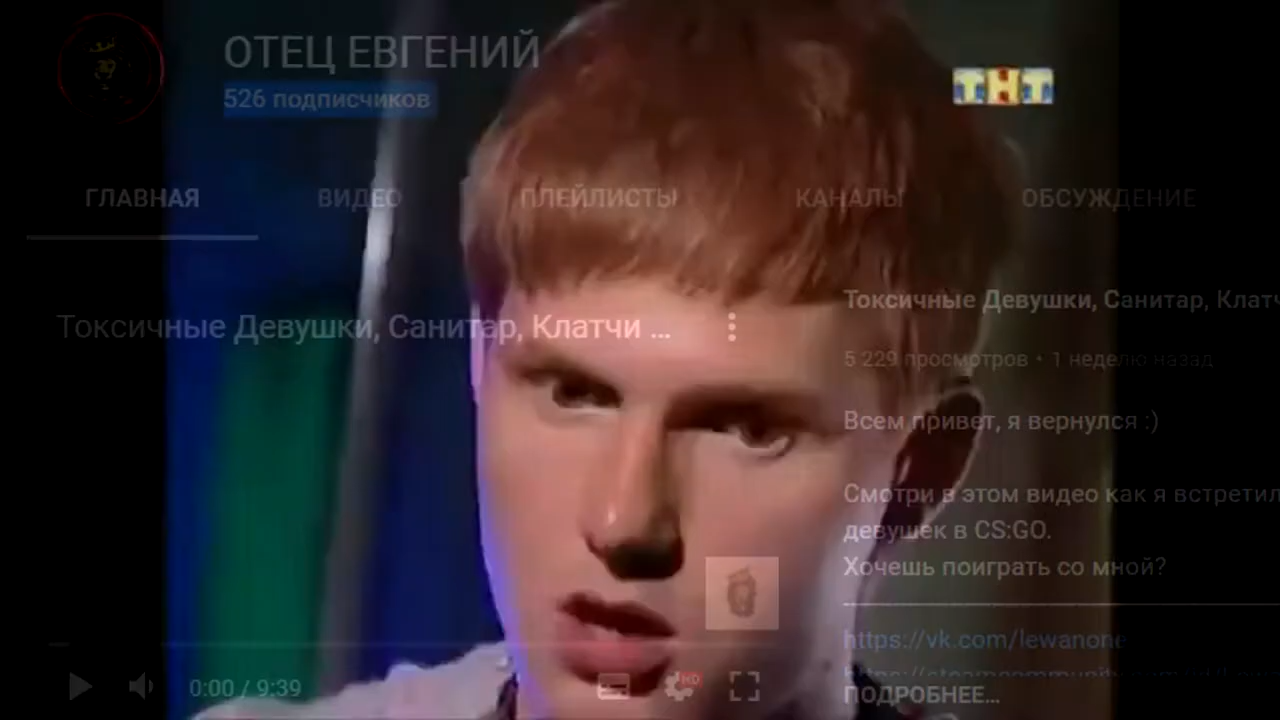 ОТЕЦ ЕВГЕНИЙ
526 подписчиков
ТНТ
ГЛАВНАЯ
ВИДЕО
ПЛЕЙЛИСТЫ
КАНАЛЫ
ОБСУЖДЕНИЕ
Токсичные Девушки, Санитар, Клатчи ...
Токсичные Девушки, Санитар, Клатч
5 229 просмотров • 1 неделю назад
Всем привет, я вернулся :)
Смотри в этом видео как я встретил
девушек в CS:GO.
Хочешь поиграть со мной?
https://vk.com/lewanone
0:00 / 9:39
HD
ПОДРОБНЕЕ...